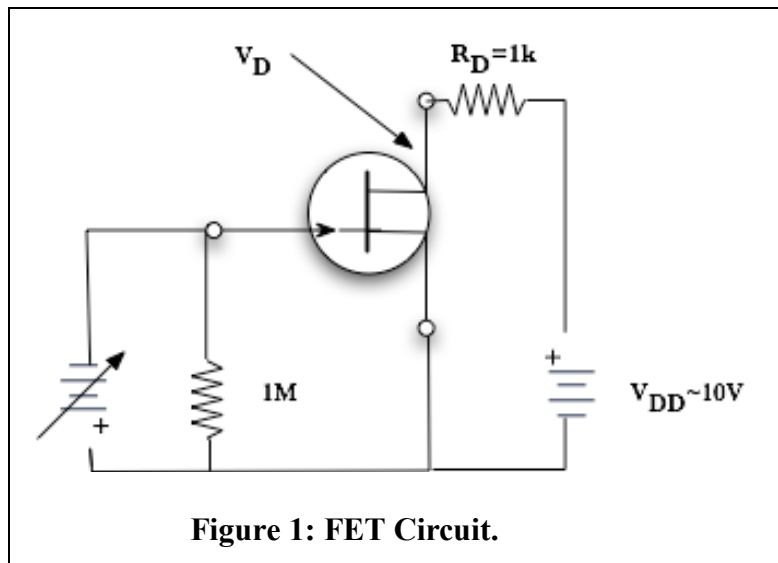 V_D
R_D=1k
1M
+
+
V_DD~10V
Figure 1: FET Circuit.